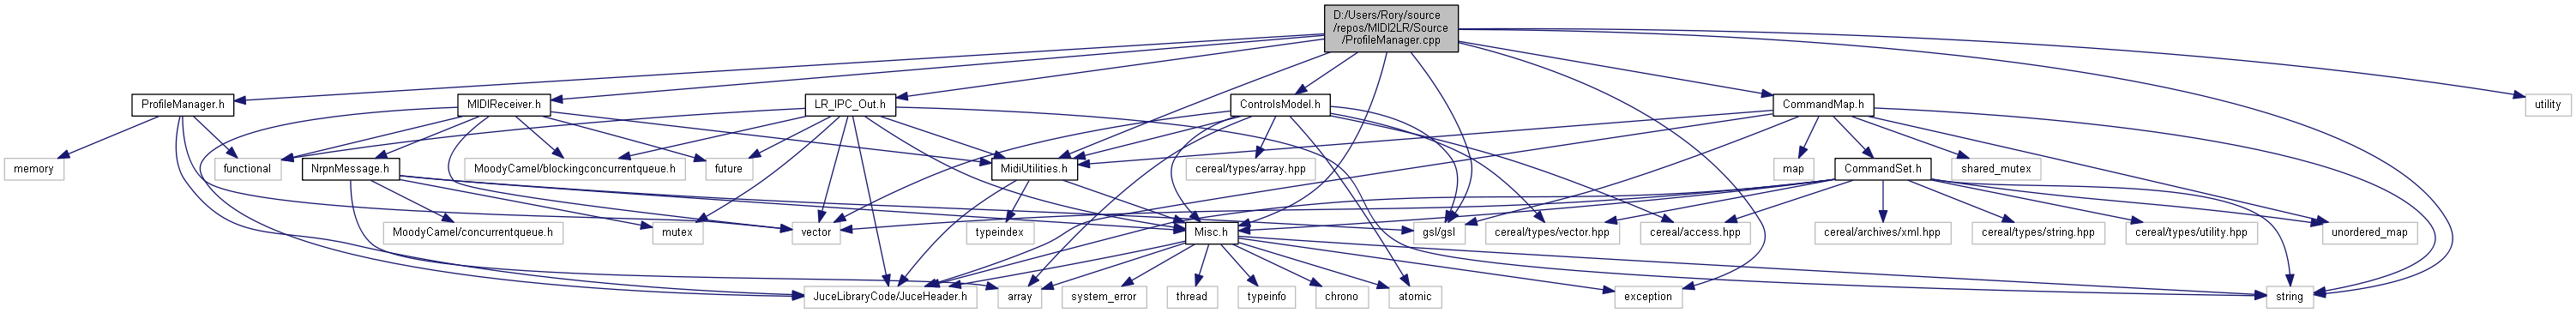 D:/Users/Rory/source
/repos/MIDI2LR/Source
/ProfileManager.cpp
ProfileManager.h
MIDIReceiver.h
LR_IPC_Out.h
ControlsModel.h
CommandMap.h
utility
memory
functional
NrpnMessage.h
MoodyCamel/blockingconcurrentqueue.h
future
MidiUtilities.h
cereal/types/array.hpp
map
CommandSet.h
shared_mutex
MoodyCamel/concurrentqueue.h
mutex
vector
typeindex
Misc.h
gsl/gsl
cereal/types/vector.hpp
cereal/access.hpp
cereal/archives/xml.hpp
cereal/types/string.hpp
cereal/types/utility.hpp
unordered_map
JuceLibraryCode/JuceHeader.h
array
system_error
thread
typeinfo
chrono
atomic
exception
string